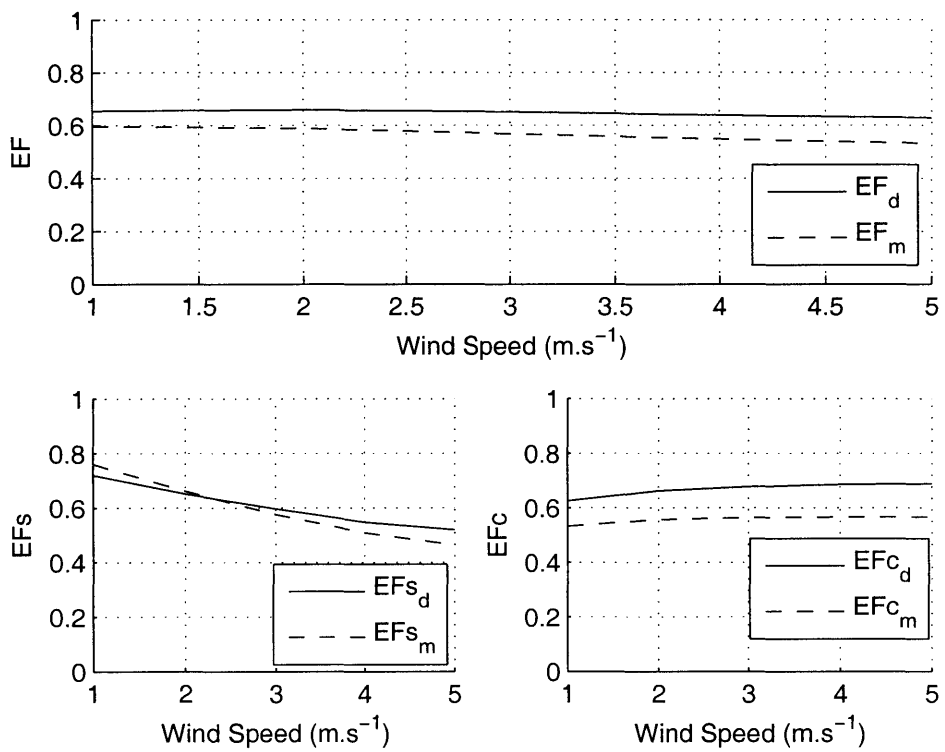 1
0.8
0.6
0.4
0.2
0
EF
EF_d
EF_m
1 1.5 2 2.5 3 3.5 4 4.5 5
Wind Speed (m.s⁻¹)
1
0.8
0.6
0.4
0.2
0
EFs
EFs_d
EFs_m
1 2 3 4 5
Wind Speed (m.s⁻¹)
1
0.8
0.6
0.4
0.2
0
EFc
EFc_d
EFc_m
1 2 3 4 5
Wind Speed (m.s⁻¹)